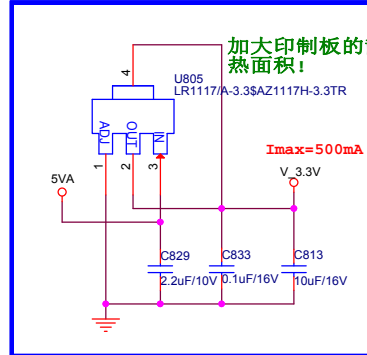 加大印制板的
热面积!
4
U805
LR1117/A-3.3$AZ1117H-3.3TR
ADJ
OUT
IN
1
2
3
Imax=500mA
5VA
V_3.3V
C829
C833
C813
2.2uF/10V
0.1uF/16V
10uF/16V